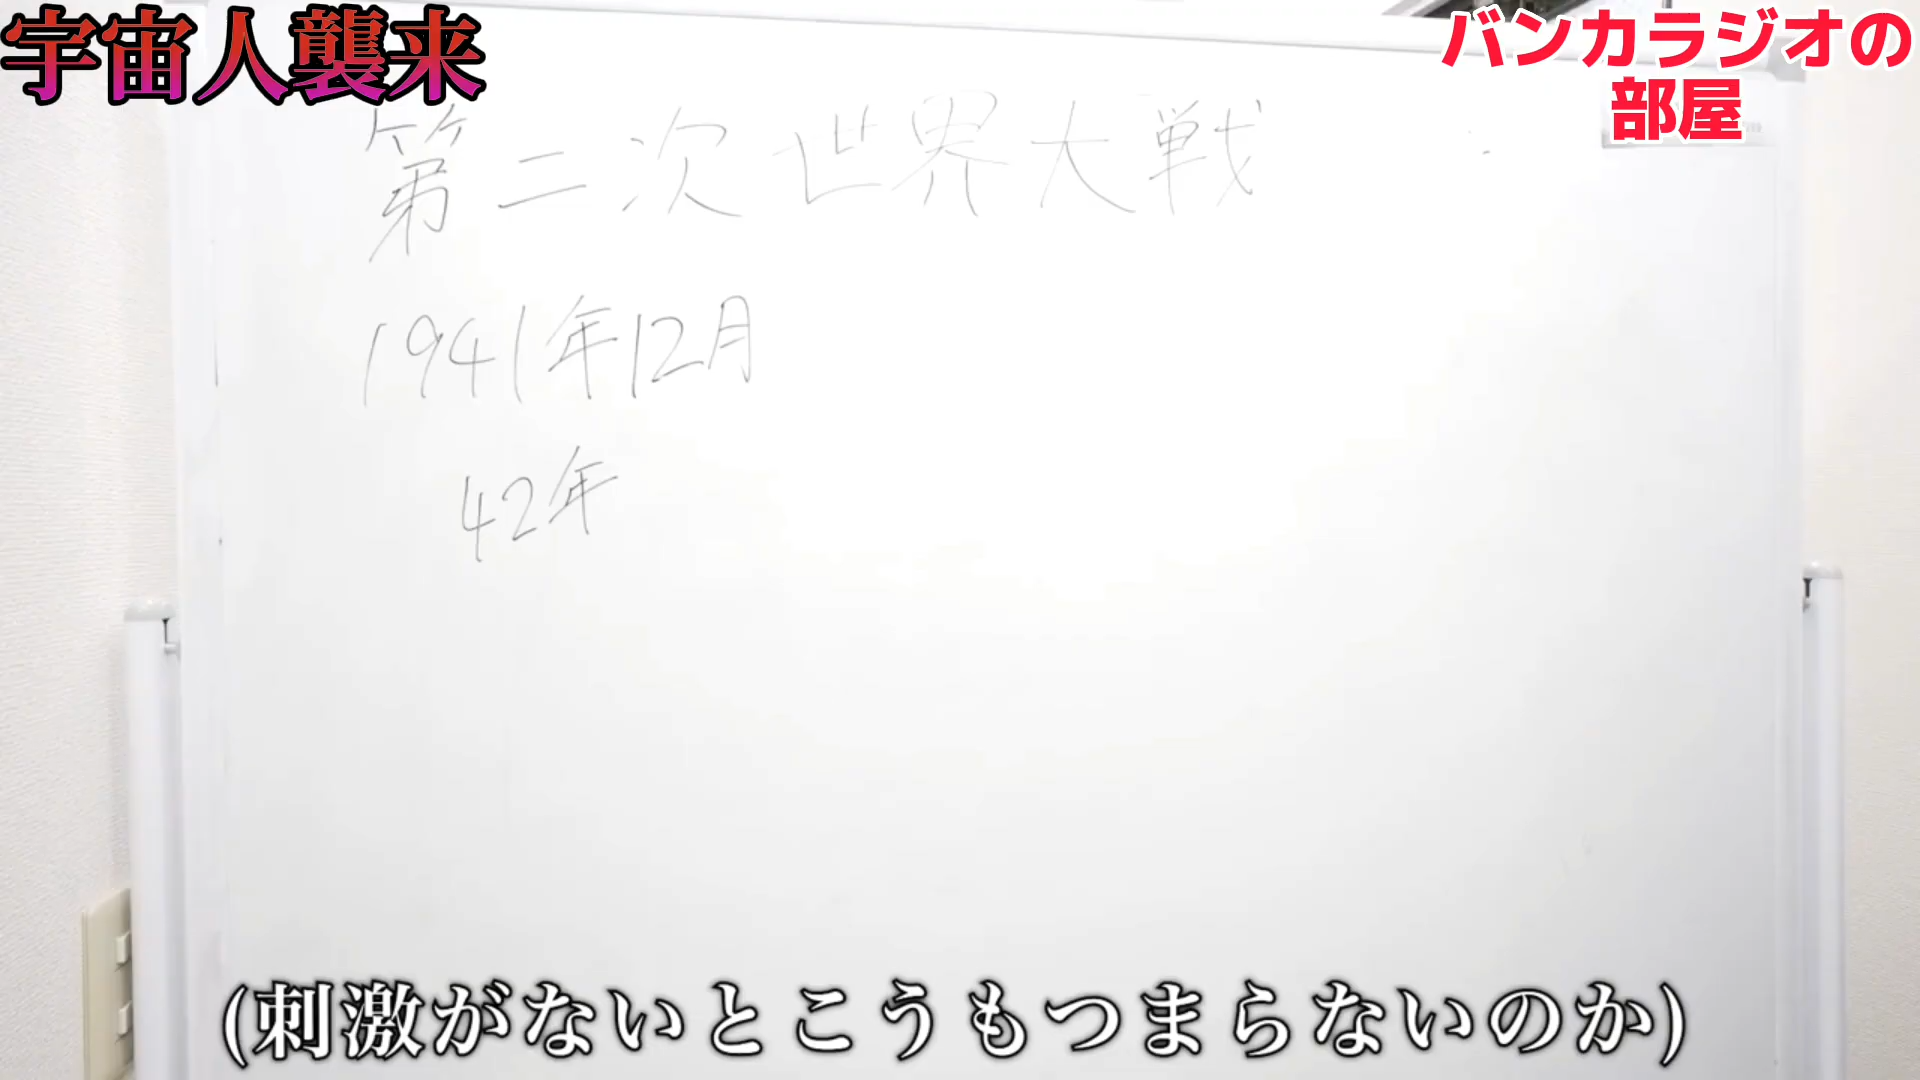 宇宙人襲来
バンカラジオの
部屋
第二次世界大戦
1941年12月
42年
(刺激がないとこうもつまらないのか)